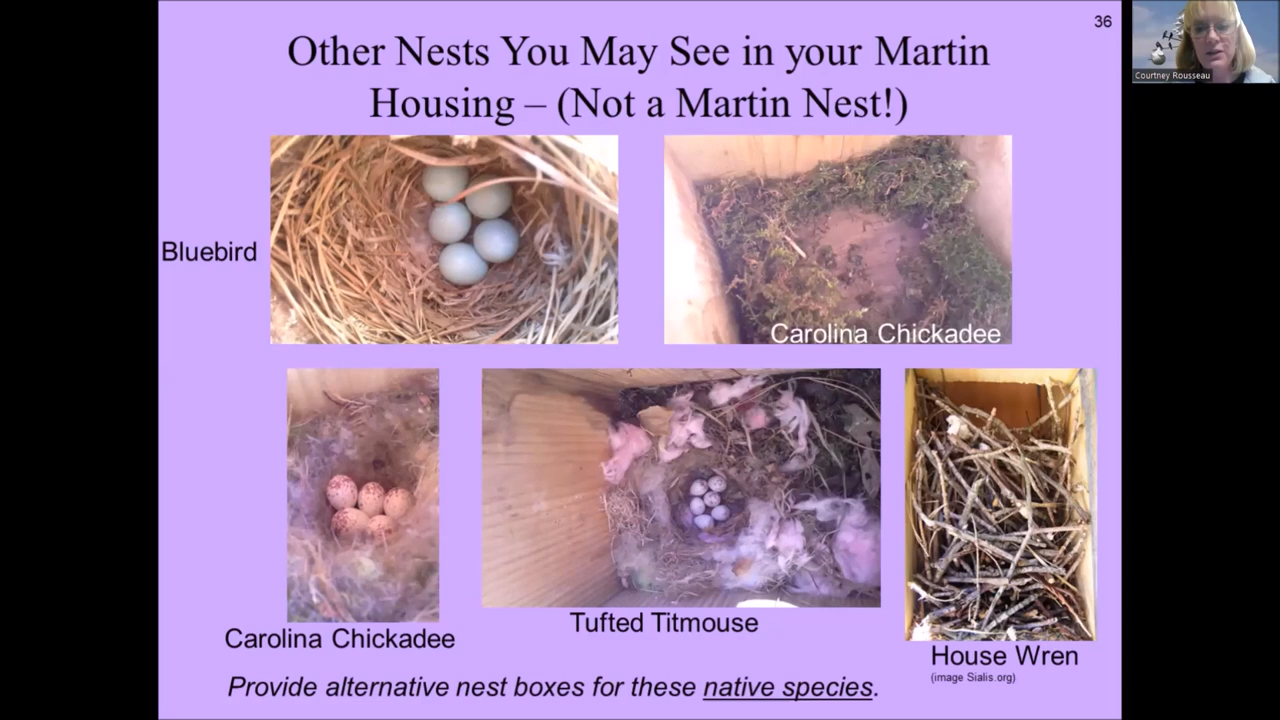 36
Other Nests You May See in your Martin
Housing – (Not a Martin Nest!)
Courtney Rousseau
Bluebird
Carolina Chickadee
Carolina Chickadee
Tufted Titmouse
House Wren
(image Sialis.org)
Provide alternative nest boxes for these native species.